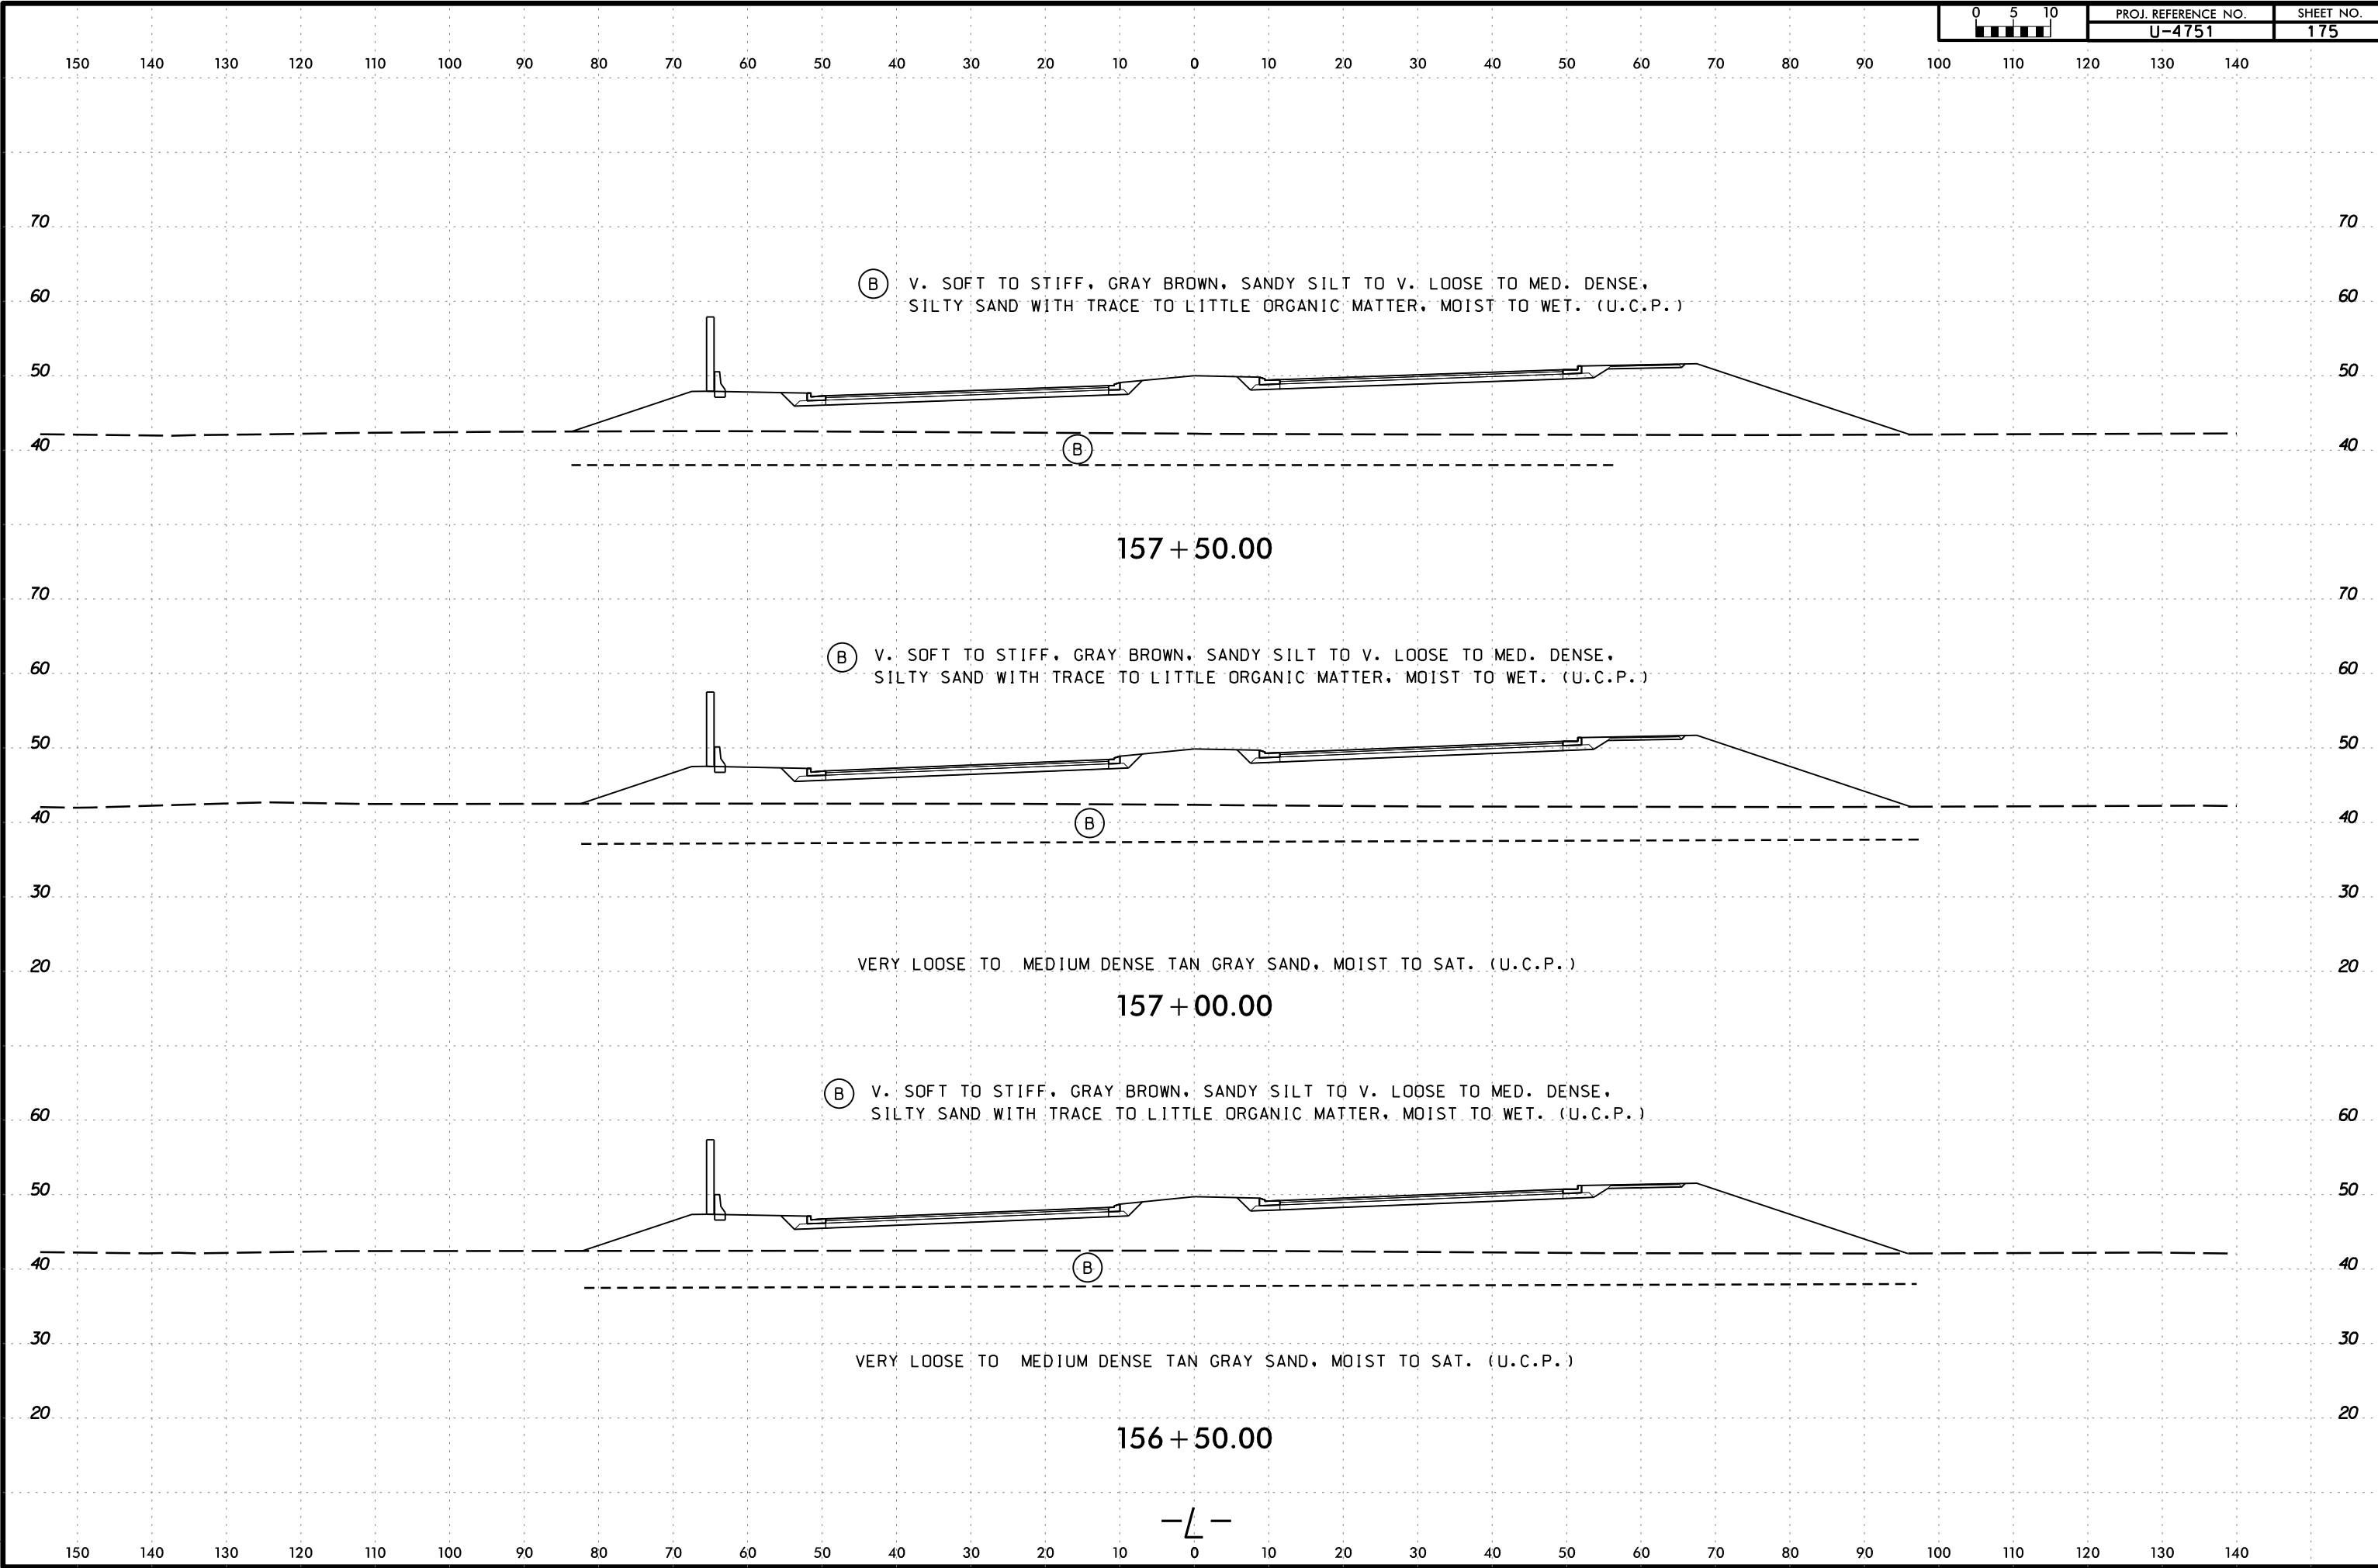 0 5 10
PROJ. REFERENCE NO. SHEET NO.
U-4751 175
150 140 130 120 110 100 90 80 70 60 50 40 30 20 10 0 10 20 30 40 50 60 70 80 90 100 110 120 130 140
70 70
B V. SOFT TO STIFF, GRAY BROWN, SANDY SILT TO V. LOOSE TO MED. DENSE,
60 60
SILTY SAND WITH TRACE TO LITTLE ORGANIC MATTER, MOIST TO WET. (U.C.P.)
50 50
40 B 40
157+50.00
70 70
B V. SOFT TO STIFF, GRAY BROWN, SANDY SILT TO V. LOOSE TO MED. DENSE,
60 60
SILTY SAND WITH TRACE TO LITTLE ORGANIC MATTER, MOIST TO WET. (U.C.P.)
50 50
40 B 40
30 30
20 VERY LOOSE TO MEDIUM DENSE TAN GRAY SAND, MOIST TO SAT. (U.C.P.) 20
157+00.00
B V. SOFT TO STIFF, GRAY BROWN, SANDY SILT TO V. LOOSE TO MED. DENSE,
60 SILTY SAND WITH TRACE TO LITTLE ORGANIC MATTER, MOIST TO WET. (U.C.P.) 60
50 50
40 B 40
30 30
VERY LOOSE TO MEDIUM DENSE TAN GRAY SAND, MOIST TO SAT. (U.C.P.)
20 20
156+50.00
-L-
150 140 130 120 110 100 90 80 70 60 50 40 30 20 10 0 10 20 30 40 50 60 70 80 90 100 110 120 130 140